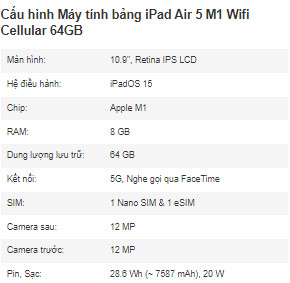 Cấu hình Máy tính bảng iPad Air 5 M1 Wifi
Cellular 64GB
Màn hình: 10.9", Retina IPS LCD
Hệ điều hành: iPadOS 15
Chip: Apple M1
RAM: 8 GB
Dung lượng lưu trữ: 64 GB
Kết nối: 5G, Nghe gọi qua FaceTime
SIM: 1 Nano SIM & 1 eSIM
Camera sau: 12 MP
Camera trước: 12 MP
Pin, Sạc: 28.6 Wh (~ 7587 mAh), 20 W